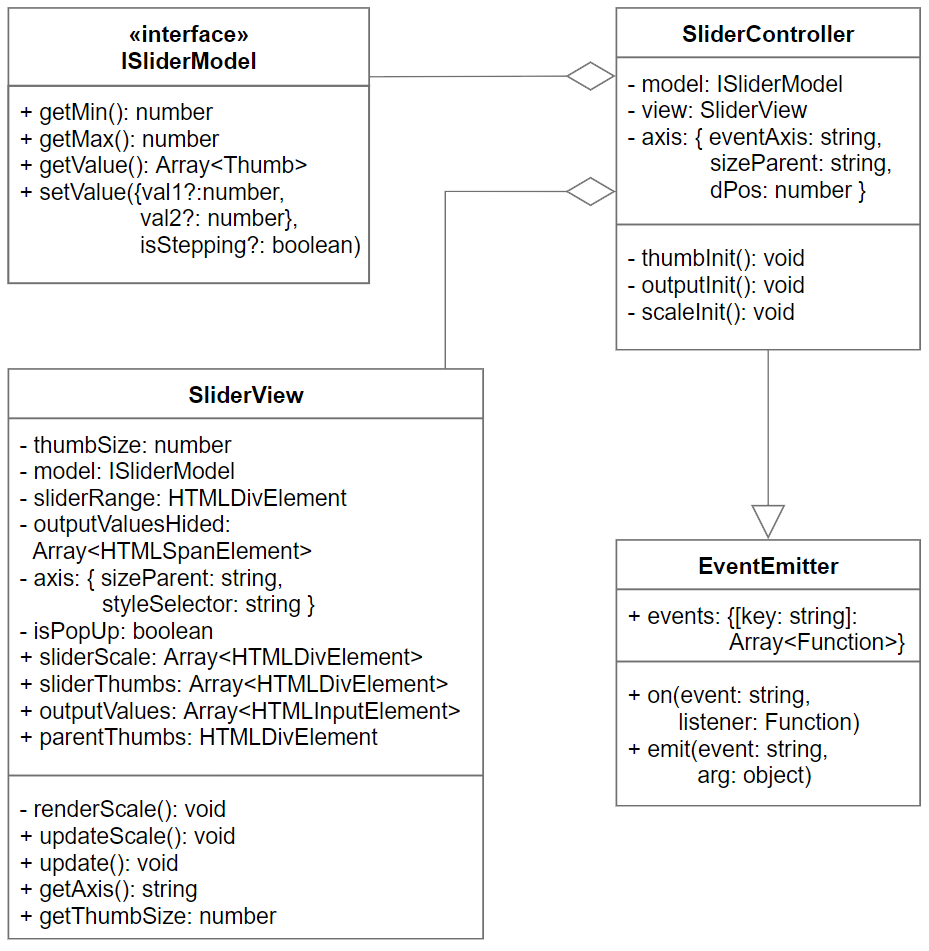 «interface»
ISliderModel
+ getMin(): number
+ getMax(): number
+ getValue(): Array<Thumb>
+ setValue({val1?:number,
val2?: number},
isStepping?: boolean)
SliderController
- model: ISliderModel
- view: SliderView
- axis: { eventAxis: string,
sizeParent: string,
dPos: number }
- thumbInit(): void
- outputInit(): void
- scaleInit(): void
SliderView
- thumbSize: number
- model: ISliderModel
- sliderRange: HTMLDivElement
- outputValuesHided:
Array<HTMLSpanElement>
- axis: { sizeParent: string,
styleSelector: string }
- isPopUp: boolean
+ sliderScale: Array<HTMLDivElement>
+ sliderThumbs: Array<HTMLDivElement>
+ outputValues: Array<HTMLInputElement>
+ parentThumbs: HTMLDivElement
- renderScale(): void
+ updateScale(): void
+ update(): void
+ getAxis(): string
+ getThumbSize: number
EventEmitter
+ events: {[key: string]:
Array<Function>}
+ on(event: string,
listener: Function)
+ emit(event: string,
arg: object)